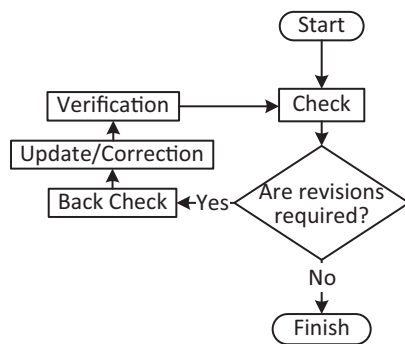 Start
Verification
Check
Update/Correction
Are revisions
required?
Back Check
Yes
No
Finish